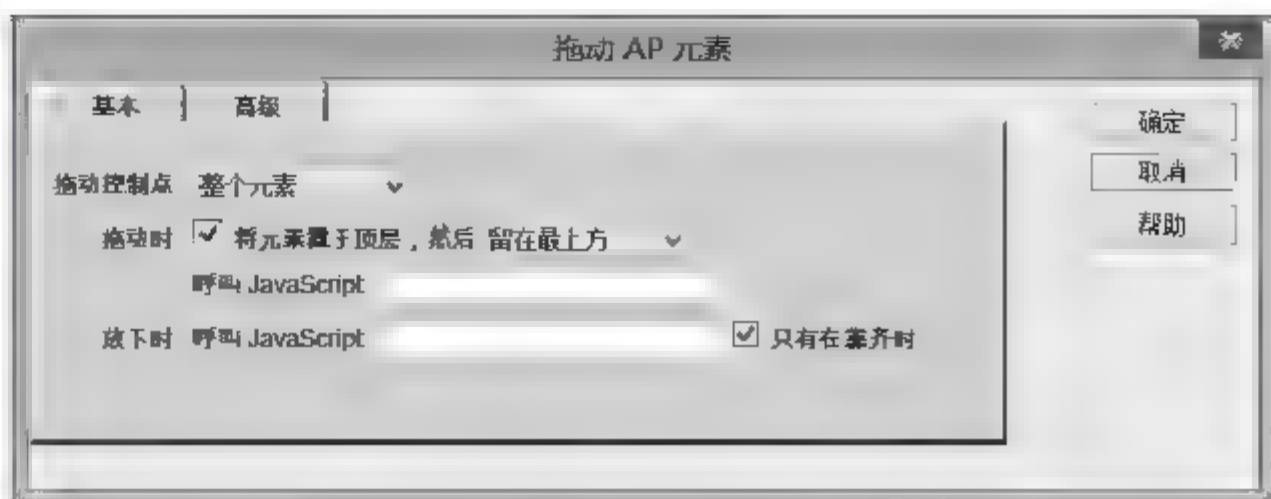 拖动 AP 元素
基本 高级
确定
拖动控制点 整个元素
取消
拖动时 将元素置于顶层，然后 留在最上方
帮助
呼叫 JavaScript
放下时 呼叫 JavaScript 只有在靠齐时